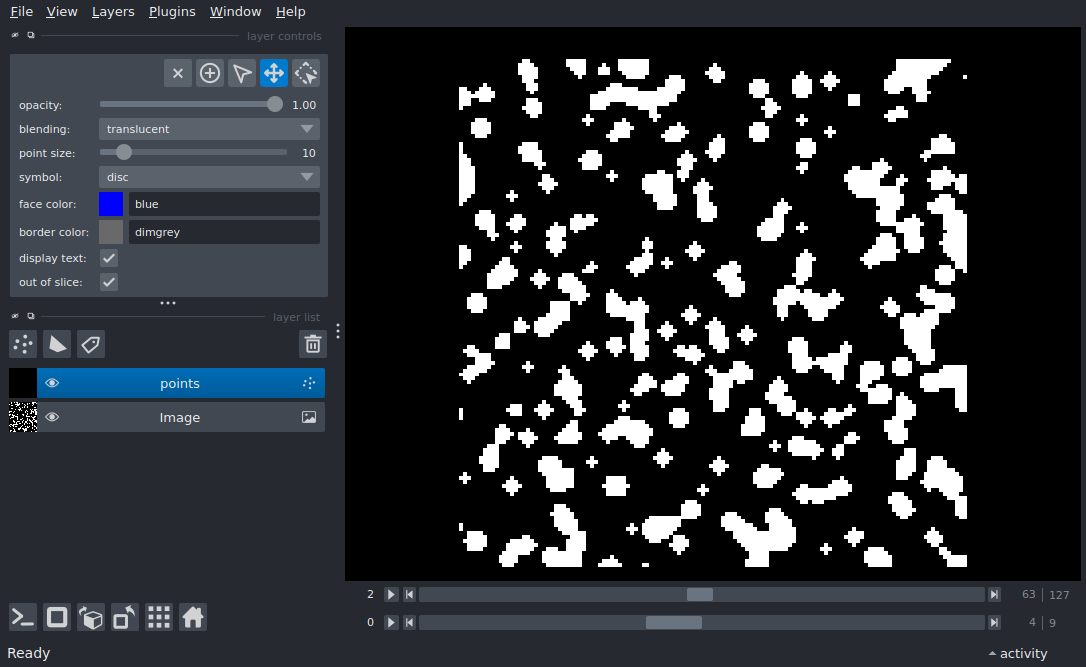 File View Layers Plugins Window Help
layer controls
opacity: 1.00
blending: translucent
point size: 10
symbol: disc
face color: blue
border color: dimgrey
display text:
out of slice:
layer list
points
Image
2 63 127
0 4 9
Ready activity